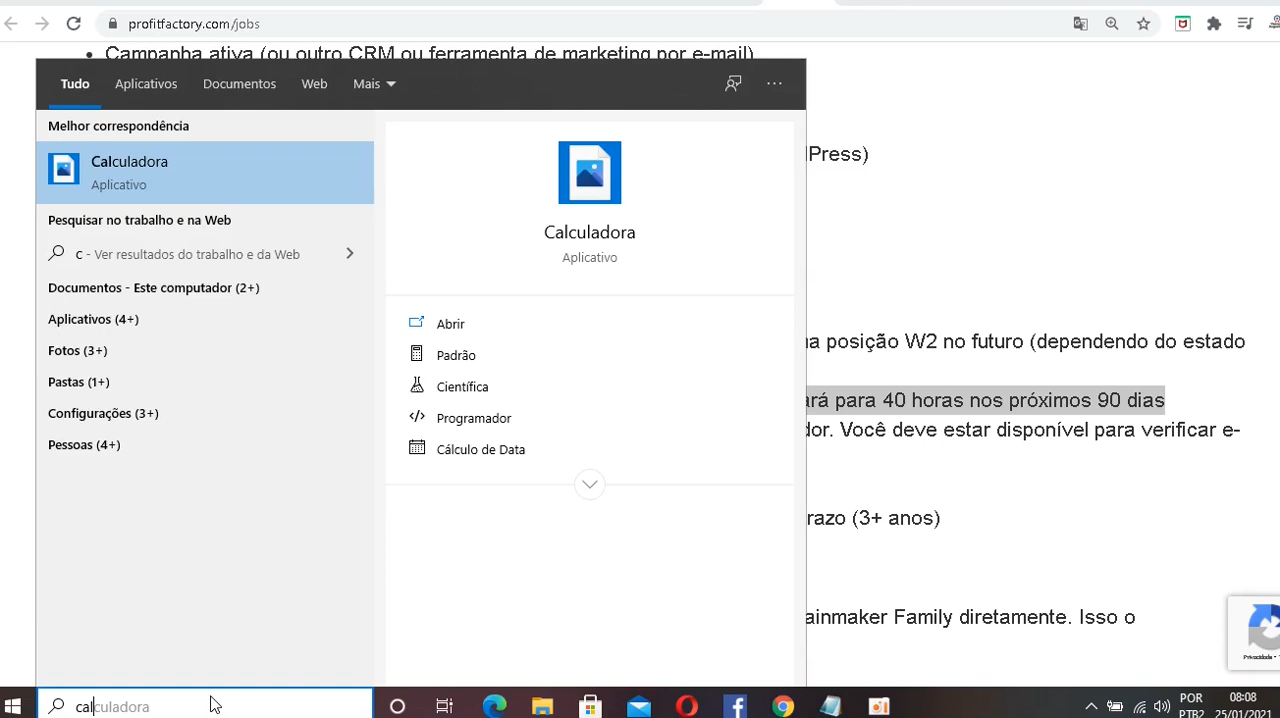 profitfactory.com/jobs
Campanha ativa (ou outro CRM ou ferramenta de marketing por e-mail)
Tudo Aplicativos Documentos Web Mais
Melhor correspondência
Calculadora
Aplicativo
Pesquisar no trabalho e na Web
c - Ver resultados do trabalho e da Web
Documentos - Este computador (2+)
Aplicativos (4+)
Fotos (3+)
Pastas (1+)
Configurações (3+)
Pessoas (4+)
Calculadora
Aplicativo
Abrir
Padrão
Científica
Programador
Cálculo de Data
Press)
posição W2 no futuro (dependendo do estado
para 40 horas nos próximos 90 dias
dor. Você deve estar disponível para verificar e-
razo (3+ anos)
ainmaker Family diretamente. Isso o
Privacidade -
calculadora
POR
PTB2
08:08
25/01/2021